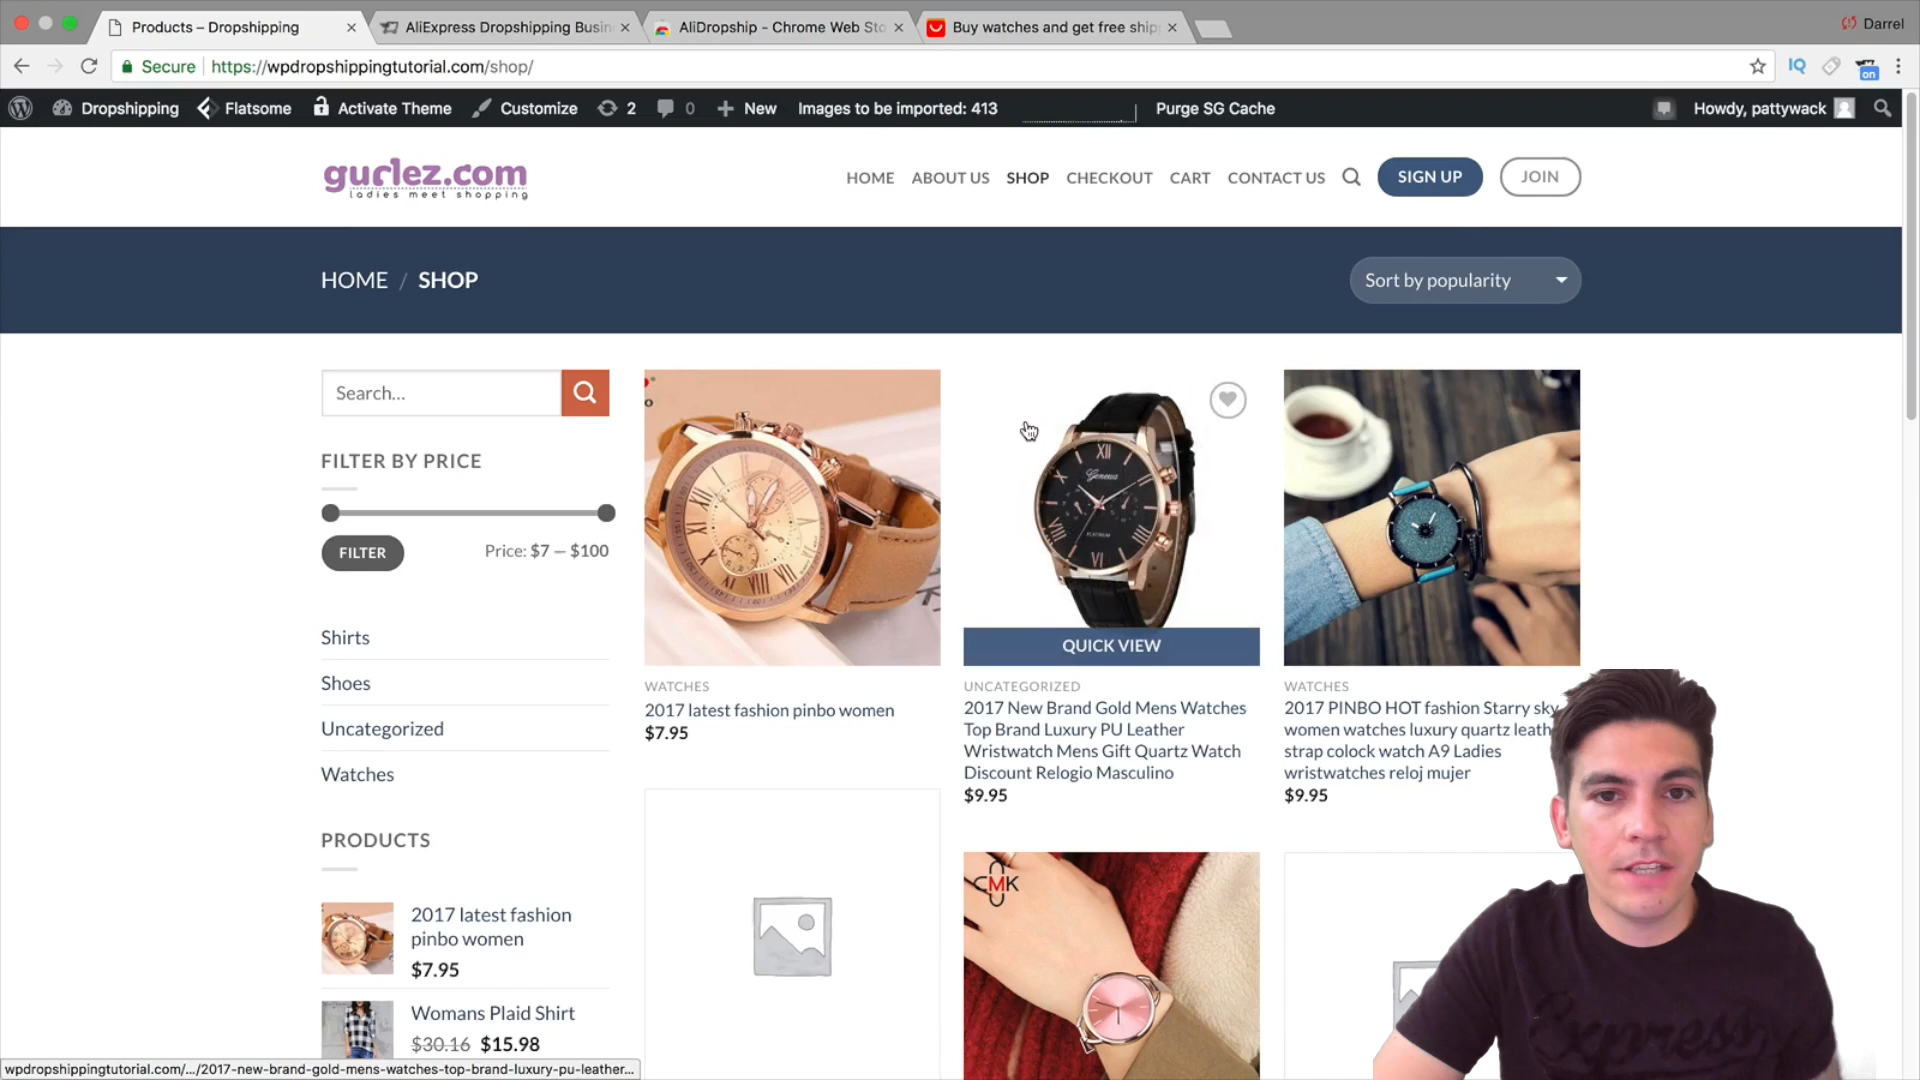 Products – Dropshipping
AliExpress Dropshipping Busin
AliDropship - Chrome Web Sto
Buy watches and get free ship
Darrel
Secure
https://wpdropshippingtutorial.com/shop/
IQ
on
Dropshipping
Flatsome
Activate Theme
Customize
2
0
New
Images to be imported: 413
Purge SG Cache
Howdy, pattywack
gurlez.com
ladies meet shopping
HOME
ABOUT US
SHOP
CHECKOUT
CART
CONTACT US
SIGN UP
JOIN
HOME / SHOP
Sort by popularity
Search...
FILTER BY PRICE
FILTER
Price: $7 — $100
Shirts
Shoes
Uncategorized
Watches
PRODUCTS
2017 latest fashion
pinbo women
$7.95
Womans Plaid Shirt
$30.16 $15.98
WATCHES
2017 latest fashion pinbo women
$7.95
Geneva
PLATINUM
QUICK VIEW
UNCATEGORIZED
2017 New Brand Gold Mens Watches
Top Brand Luxury PU Leather
Wristwatch Mens Gift Quartz Watch
Discount Relogio Masculino
$9.95
WATCHES
2017 PINBO HOT fashion Starry sky
women watches luxury quartz leath
strap colock watch A9 Ladies
wristwatches reloj mujer
$9.95
CMK
Express
wpdropshippingtutorial.com/.../2017-new-brand-gold-mens-watches-top-brand-luxury-pu-leather...